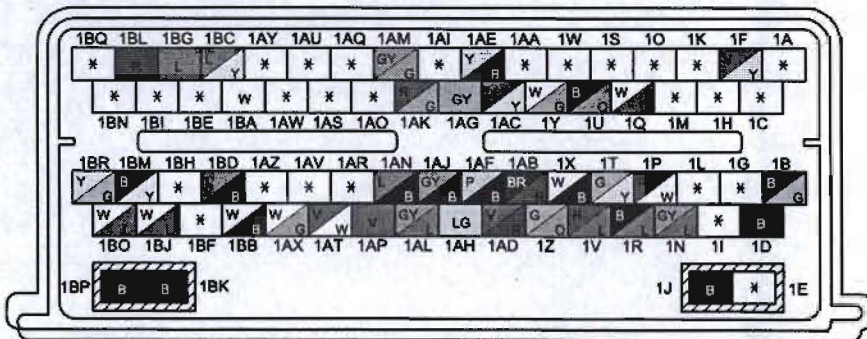 1BQ 1BL 1BG 1BC 1AY 1AU 1AQ 1AM 1AI 1AE 1AA 1W 1S 1O 1K 1F 1A
* * L L Y * * * GY G * Y B * * * * * Y *
* * * W * * * R G GY Y W G B O W * * *
1BN 1BI 1BE 1BA 1AW 1AS 1AO 1AK 1AG 1AC 1Y 1U 1Q 1M 1H 1C
1BR 1BM 1BH 1BD 1AZ 1AV 1AR 1AN 1AJ 1AF 1AB 1X 1T 1P 1L 1G 1B
Y G B Y * B * * * L B GY B P B BR W B G Y W * * B G
W W * W B W G V W V GY L LG V G O L B L GY L * B
1BO 1BJ 1BF 1BB 1AX 1AT 1AP 1AL 1AH 1AD 1Z 1V 1R 1N 1I 1D
1BP B B 1BK 1J B * 1E